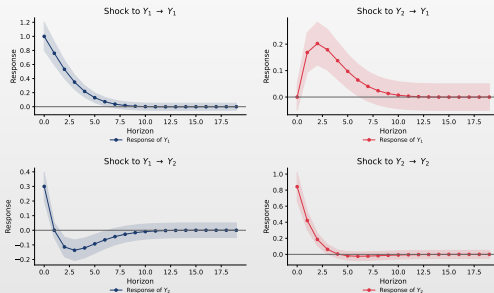 Shock to Y₁ → Y₁
Response
1.2
1.0
0.8
0.6
0.4
0.2
0.0
0.0 2.5 5.0 7.5 10.0 12.5 15.0 17.5
Horizon
Response of Y₁
Shock to Y₂ → Y₁
Response
0.2
0.1
0.0
0.0 2.5 5.0 7.5 10.0 12.5 15.0 17.5
Horizon
Response of Y₁
Shock to Y₁ → Y₂
Response
0.4
0.3
0.2
0.1
0.0
−0.1
−0.2
0.0 2.5 5.0 7.5 10.0 12.5 15.0 17.5
Horizon
Response of Y₂
Shock to Y₂ → Y₂
Response
1.0
0.8
0.6
0.4
0.2
0.0
0.0 2.5 5.0 7.5 10.0 12.5 15.0 17.5
Horizon
Response of Y₂